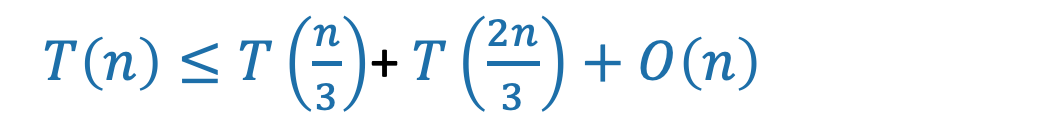 T(n) ≤ T(n/3) + T(2n/3) + O(n)